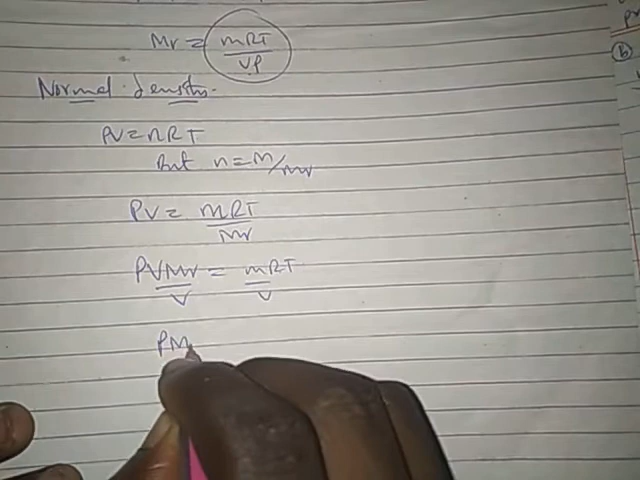 Mr = mRT/VP
Normal density.
PV = nRT
But n = m/mr
PV = mRT/Mr
PVMr/V = mRT/V
PM